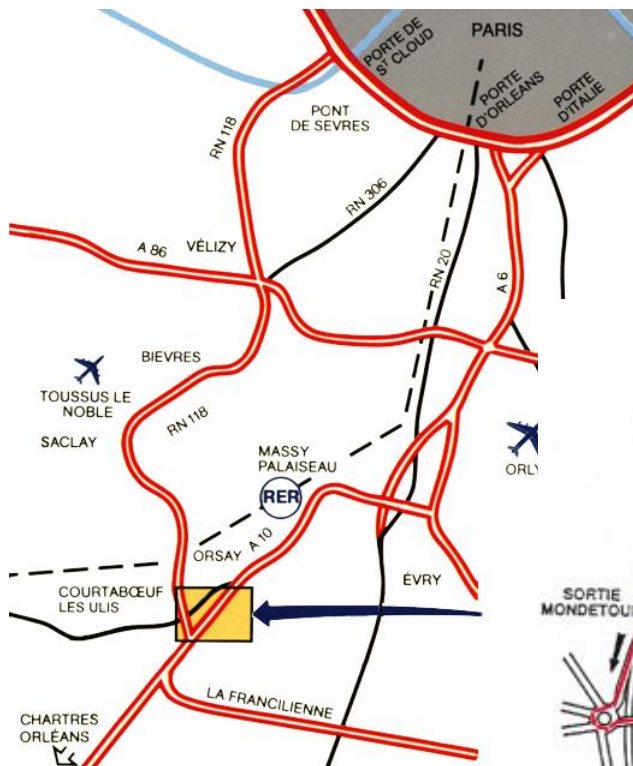 PARIS
PORTE DE
ST CLOUD
PORTE
D'ORLEANS
PORTE
D'ITALIE
PONT
DE SEVRES
RN 118
RN 306
A 86
VÉLIZY
RN 20
A 6
BIEVRES
TOUSSUS LE
NOBLE
RN 118
SACLAY
MASSY
PALAISEAU
RER
ORLY
ORSAY
A 10
COURTABŒUF
LES ULIS
ÉVRY
SORTIE
MONDETOU
LA FRANCILIENNE
CHARTRES
ORLÉANS